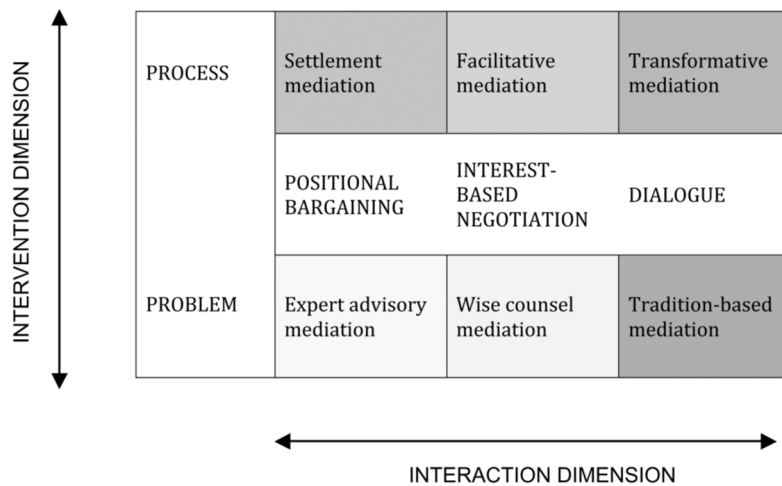 INTERVENTION DIMENSION
PROCESS
Settlement
mediation
Facilitative
mediation
Transformative
mediation
POSITIONAL
BARGAINING
INTEREST-
BASED
NEGOTIATION
DIALOGUE
PROBLEM
Expert advisory
mediation
Wise counsel
mediation
Tradition-based
mediation
INTERACTION DIMENSION